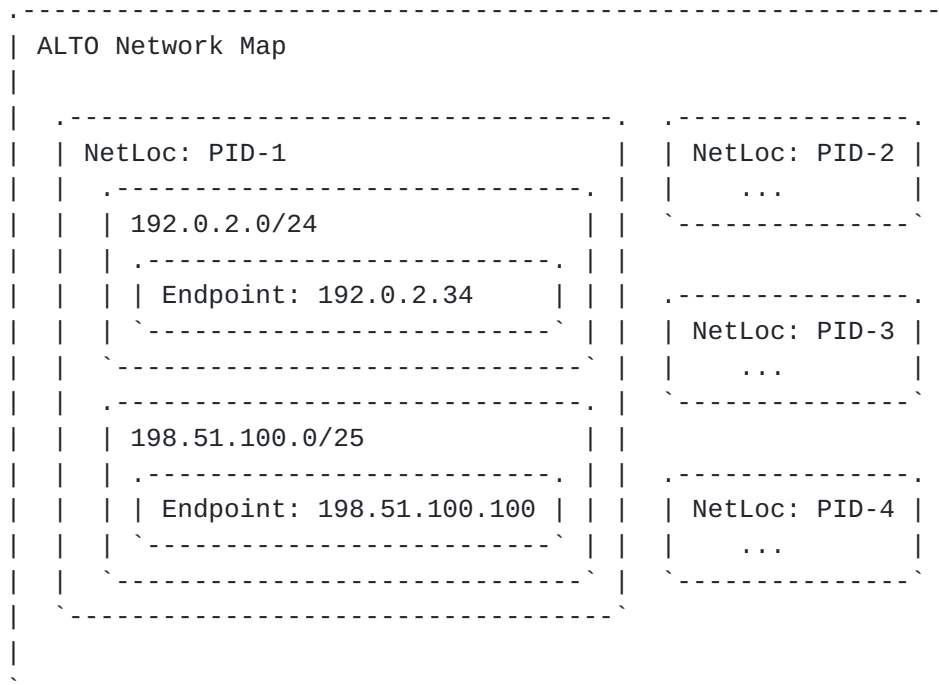 ALTO Network Map
NetLoc: PID-1 NetLoc: PID-2
...
192.0.2.0/24
Endpoint: 192.0.2.34
NetLoc: PID-3
...
198.51.100.0/25
Endpoint: 198.51.100.100 NetLoc: PID-4
...